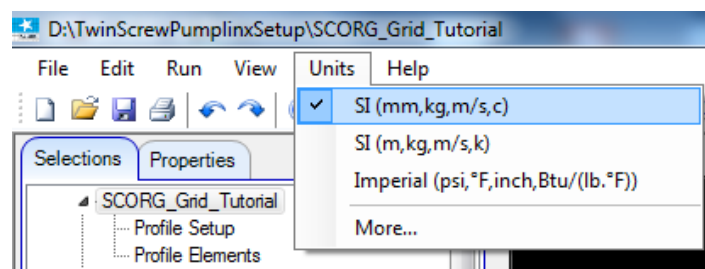 D:\TwinScrewPumplinxSetup\SCORG_Grid_Tutorial
File Edit Run View Units Help
SI (mm,kg,m/s,c)
SI (m,kg,m/s,k)
Imperial (psi,°F,inch,Btu/(lb.°F))
More...
Selections Properties
SCORG_Grid_Tutorial
Profile Setup
Profile Elements